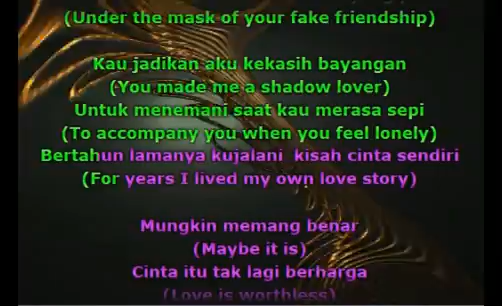 (Under the mask of your fake friendship)
Kau jadikan aku kekasih bayangan
(You made me a shadow lover)
Untuk menemani saat kau merasa sepi
(To accompany you when you feel lonely)
Bertahun lamanya kujalani kisah cinta sendiri
(For years I lived my own love story)
Mungkin memang benar
(Maybe it is)
Cinta itu tak lagi berharga
(Love is worthless)